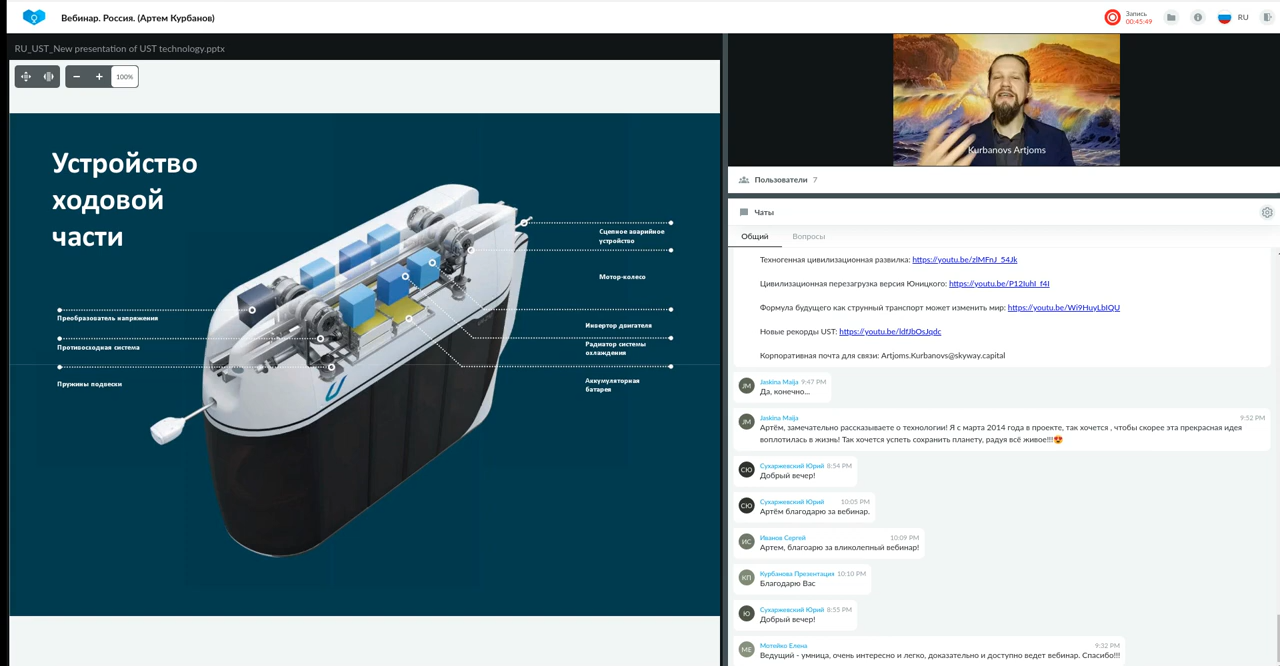 Вебинар. Россия. (Артем Курбанов)
Запись
00:45:49
RU
RU_UST_New presentation of UST technology.pptx
100%
Устройство
ходовой
части
Сцепное аварийное
устройство
Мотор-колесо
Преобразователь напряжения
Инвертор двигателя
Противосходная система
Радиатор системы
охлаждения
Пружины подвески
Аккумуляторная
батарея
Kurbanovs Artjoms
Пользователи 7
Чаты
Общий
Вопросы
Техногенная цивилизационная развилка: https://youtu.be/zlMFnJ_54Jk
Цивилизационная перезагрузка версия Юницкого: https://youtu.be/P12IuhI_f4I
Формула будущего как струнный транспорт может изменить мир: https://youtu.be/Wi9HuyLbIQU
Новые рекорды UST: https://youtu.be/ldfJbOsJqdc
Корпоративная почта для связи: Artjoms.Kurbanovs@skyway.capital
JM
Jaskina Maija 9:47 PM
Да, конечно...
JM
Jaskina Maija 9:52 PM
Артём, замечательно рассказываете о технологии! Я с марта 2014 года в проекте, так хочется , чтобы скорее эта прекрасная идея
воплотилась в жизнь! Так хочется успеть сохранить планету, радуя всё живое!!!😍
СЮ
Сухаржевский Юрий 8:54 PM
Добрый вечер!
СЮ
Сухаржевский Юрий 10:05 PM
Артём благодарю за вебинар.
ИС
Иванов Сергей 10:09 PM
Артем, благоарю за вликолепный вебинар!
КП
Курбанова Презентация 10:10 PM
Благодарю Вас
Ю
Сухаржевский Юрий 8:55 PM
Добрый вечер!
МЕ
Мотейко Елена 9:32 PM
Ведущий - умница, очень интересно и легко, доказательно и доступно ведет вебинар. Спасибо!!!